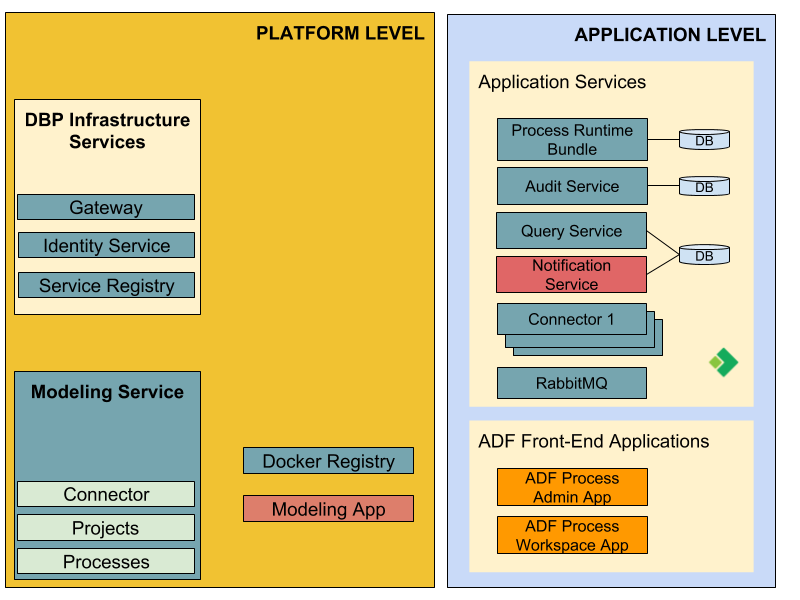 PLATFORM LEVEL
DBP Infrastructure
Services
Gateway
Identity Service
Service Registry
Modeling Service
Connector
Projects
Processes
Docker Registry
Modeling App
APPLICATION LEVEL
Application Services
Process Runtime
Bundle
DB
Audit Service
DB
Query Service
Notification
Service
DB
Connector 1
RabbitMQ
ADF Front-End Applications
ADF Process
Admin App
ADF Process
Workspace App